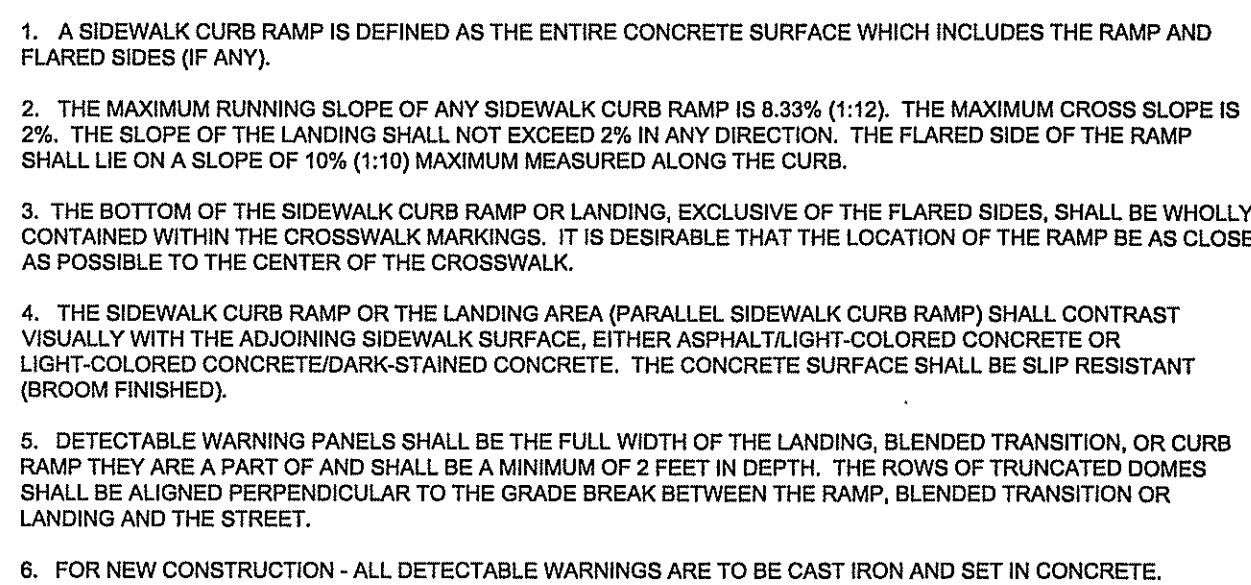 1. A SIDEWALK CURB RAMP IS DEFINED AS THE ENTIRE CONCRETE SURFACE WHICH INCLUDES THE RAMP AND
FLARED SIDES (IF ANY).
2. THE MAXIMUM RUNNING SLOPE OF ANY SIDEWALK CURB RAMP IS 8.33% (1:12). THE MAXIMUM CROSS SLOPE IS
2%. THE SLOPE OF THE LANDING SHALL NOT EXCEED 2% IN ANY DIRECTION. THE FLARED SIDE OF THE RAMP
SHALL LIE ON A SLOPE OF 10% (1:10) MAXIMUM MEASURED ALONG THE CURB.
3. THE BOTTOM OF THE SIDEWALK CURB RAMP OR LANDING, EXCLUSIVE OF THE FLARED SIDES, SHALL BE WHOLLY
CONTAINED WITHIN THE CROSSWALK MARKINGS. IT IS DESIRABLE THAT THE LOCATION OF THE RAMP BE AS CLOSE
AS POSSIBLE TO THE CENTER OF THE CROSSWALK.
4. THE SIDEWALK CURB RAMP OR THE LANDING AREA (PARALLEL SIDEWALK CURB RAMP) SHALL CONTRAST
VISUALLY WITH THE ADJOINING SIDEWALK SURFACE, EITHER ASPHALT/LIGHT-COLORED CONCRETE OR
LIGHT-COLORED CONCRETE/DARK-STAINED CONCRETE. THE CONCRETE SURFACE SHALL BE SLIP RESISTANT
(BROOM FINISHED).
5. DETECTABLE WARNING PANELS SHALL BE THE FULL WIDTH OF THE LANDING, BLENDED TRANSITION, OR CURB
RAMP THEY ARE A PART OF AND SHALL BE A MINIMUM OF 2 FEET IN DEPTH. THE ROWS OF TRUNCATED DOMES
SHALL BE ALIGNED PERPENDICULAR TO THE GRADE BREAK BETWEEN THE RAMP, BLENDED TRANSITION OR
LANDING AND THE STREET.
6. FOR NEW CONSTRUCTION - ALL DETECTABLE WARNINGS ARE TO BE CAST IRON AND SET IN CONCRETE.